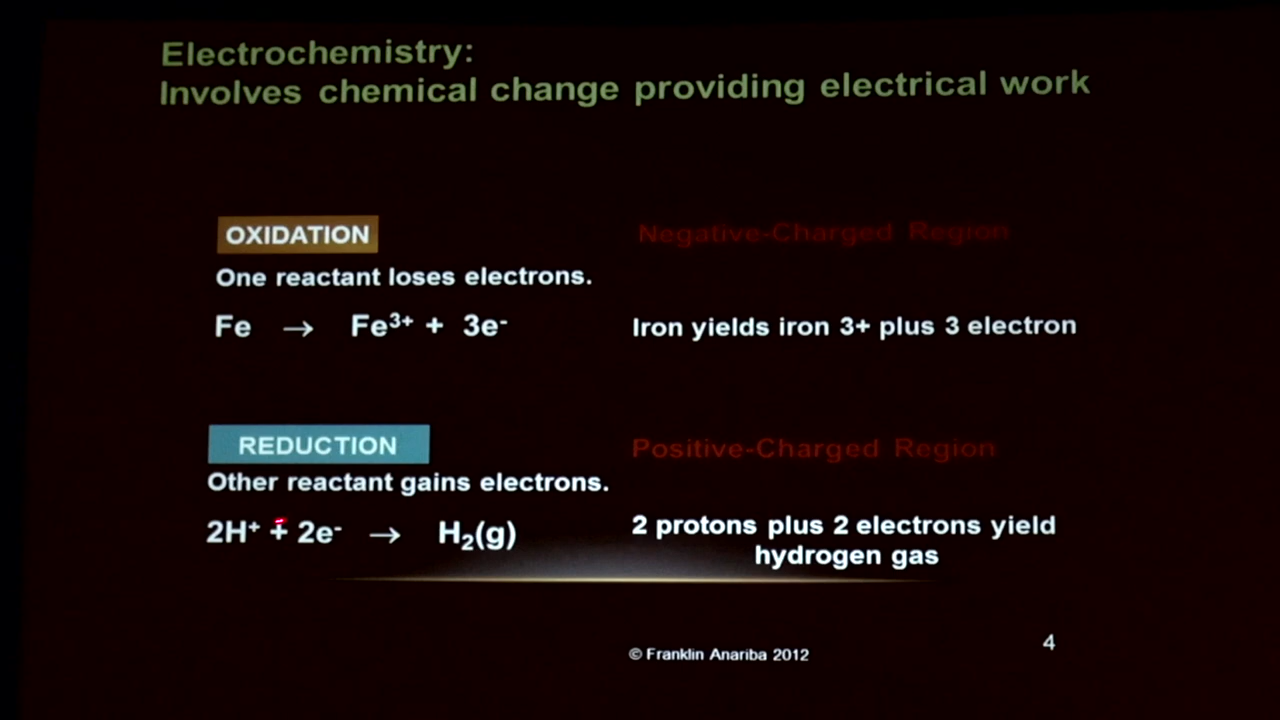 Electrochemistry:
Involves chemical change providing electrical work
OXIDATION
Negative-Charged Region
One reactant loses electrons.
Fe → Fe³⁺ + 3e⁻
Iron yields iron 3+ plus 3 electron
REDUCTION
Positive-Charged Region
Other reactant gains electrons.
2H⁺ + 2e⁻ → H₂(g)
2 protons plus 2 electrons yield
hydrogen gas
© Franklin Anariba 2012
4